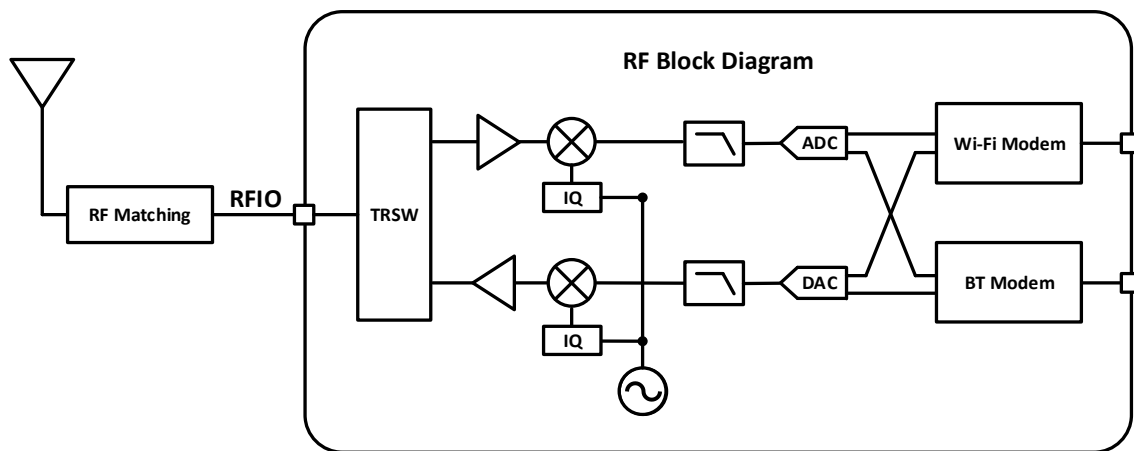 RF Block Diagram
RF Matching
RFIO
TRSW
IQ
ADC
Wi-Fi Modem
IQ
DAC
BT Modem